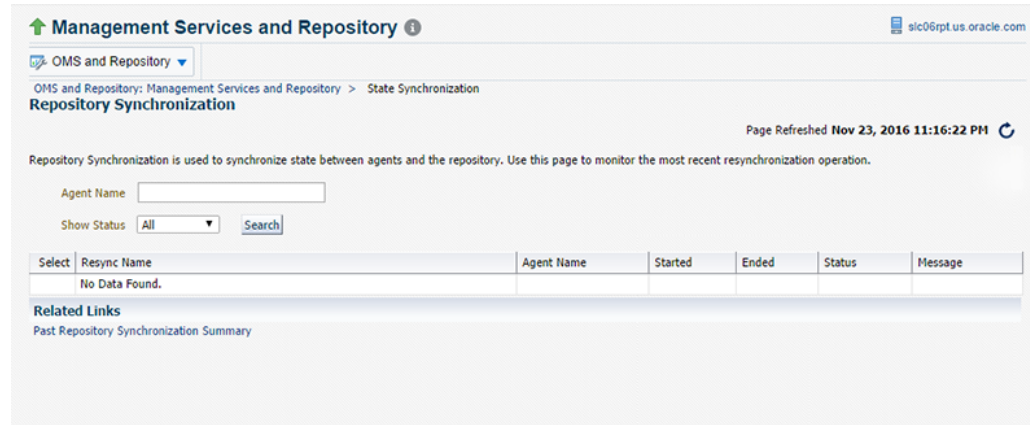 Management Services and Repository
slc06rpt.us.oracle.com
OMS and Repository
OMS and Repository: Management Services and Repository > State Synchronization
Repository Synchronization
Page Refreshed Nov 23, 2016 11:16:22 PM
Repository Synchronization is used to synchronize state between agents and the repository. Use this page to monitor the most recent resynchronization operation.
Agent Name
Show Status All Search
Select Resync Name Agent Name Started Ended Status Message
No Data Found.
Related Links
Past Repository Synchronization Summary